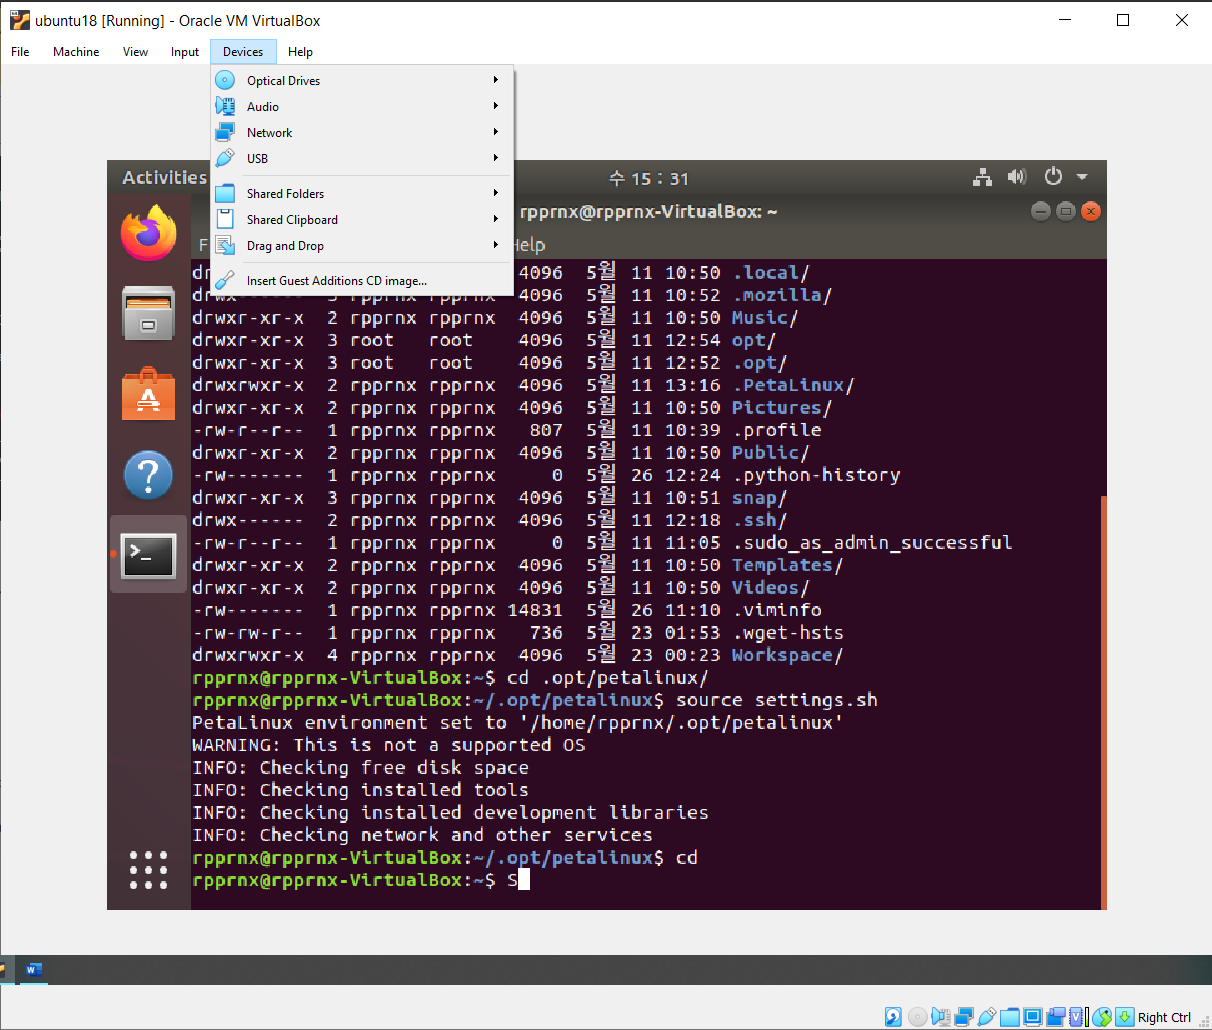 ubuntu18 [Running] - Oracle VM VirtualBox
File Machine View Input Devices Help
Optical Drives
Audio
Network
USB
Shared Folders
Shared Clipboard
Drag and Drop
Insert Guest Additions CD image...
Activities 수 15 : 31
rpprnx@rpprnx-VirtualBox: ~
Help
4096 5월 11 10:50 .local/
rpprnx rpprnx 4096 5월 11 10:52 .mozilla/
drwxr-xr-x 2 rpprnx rpprnx 4096 5월 11 10:50 Music/
drwxr-xr-x 3 root root 4096 5월 11 12:54 opt/
drwxr-xr-x 3 root root 4096 5월 11 12:52 .opt/
drwxrwxr-x 2 rpprnx rpprnx 4096 5월 11 13:16 .PetaLinux/
drwxr-xr-x 2 rpprnx rpprnx 4096 5월 11 10:50 Pictures/
-rw-r--r-- 1 rpprnx rpprnx 807 5월 11 10:39 .profile
drwxr-xr-x 2 rpprnx rpprnx 4096 5월 11 10:50 Public/
-rw------- 1 rpprnx rpprnx 0 5월 26 12:24 .python-history
drwxr-xr-x 3 rpprnx rpprnx 4096 5월 11 10:51 snap/
drwx------ 2 rpprnx rpprnx 4096 5월 11 12:18 .ssh/
-rw-r--r-- 1 rpprnx rpprnx 0 5월 11 11:05 .sudo_as_admin_successful
drwxr-xr-x 2 rpprnx rpprnx 4096 5월 11 10:50 Templates/
drwxr-xr-x 2 rpprnx rpprnx 4096 5월 11 10:50 Videos/
-rw------- 1 rpprnx rpprnx 14831 5월 26 11:10 .viminfo
-rw-rw-r-- 1 rpprnx rpprnx 736 5월 23 01:53 .wget-hsts
drwxrwxr-x 4 rpprnx rpprnx 4096 5월 23 00:23 Workspace/
rpprnx@rpprnx-VirtualBox:~$ cd .opt/petalinux/
rpprnx@rpprnx-VirtualBox:~/.opt/petalinux$ source settings.sh
PetaLinux environment set to '/home/rpprnx/.opt/petalinux'
WARNING: This is not a supported OS
INFO: Checking free disk space
INFO: Checking installed tools
INFO: Checking installed development libraries
INFO: Checking network and other services
rpprnx@rpprnx-VirtualBox:~/.opt/petalinux$ cd
rpprnx@rpprnx-VirtualBox:~$ S
Right Ctrl